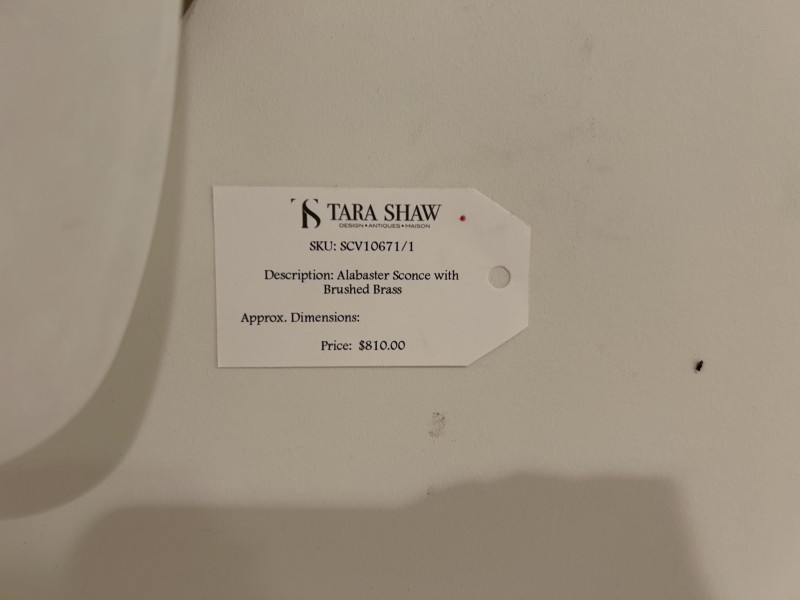 TS TARA SHAW
DESIGN • ANTIQUES • MAISON
SKU: SCV10671/1
Description: Alabaster Sconce with
Brushed Brass
Approx. Dimensions:
Price: $810.00